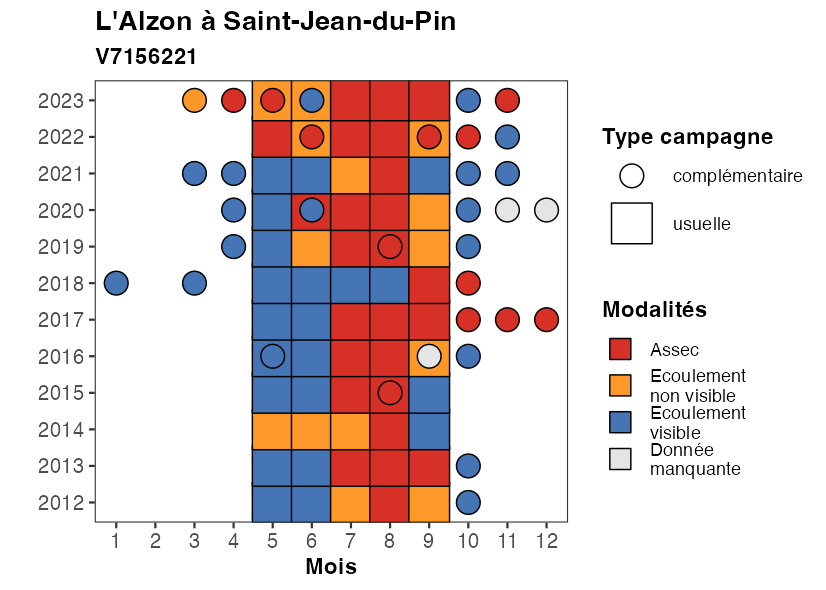 L'Alzon à Saint-Jean-du-Pin
V7156221
2023
2022
2021
2020
2019
2018
2017
2016
2015
2014
2013
2012
1 2 3 4 5 6 7 8 9 10 11 12
Mois
Type campagne
complémentaire
usuelle
Modalités
Assec
Ecoulement
non visible
Ecoulement
visible
Donnée
manquante